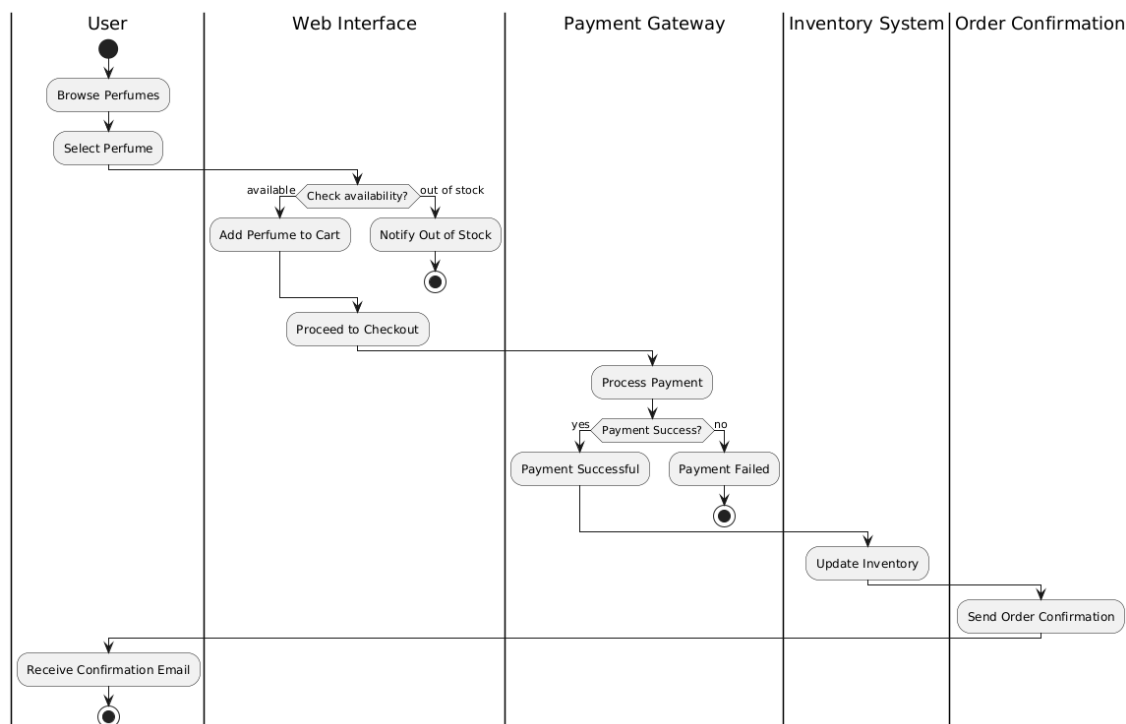 User
Web Interface
Payment Gateway
Inventory System
Order Confirmation
Browse Perfumes
Select Perfume
available
Check availability?
out of stock
Add Perfume to Cart
Notify Out of Stock
Proceed to Checkout
Process Payment
yes
Payment Success?
no
Payment Successful
Payment Failed
Update Inventory
Send Order Confirmation
Receive Confirmation Email